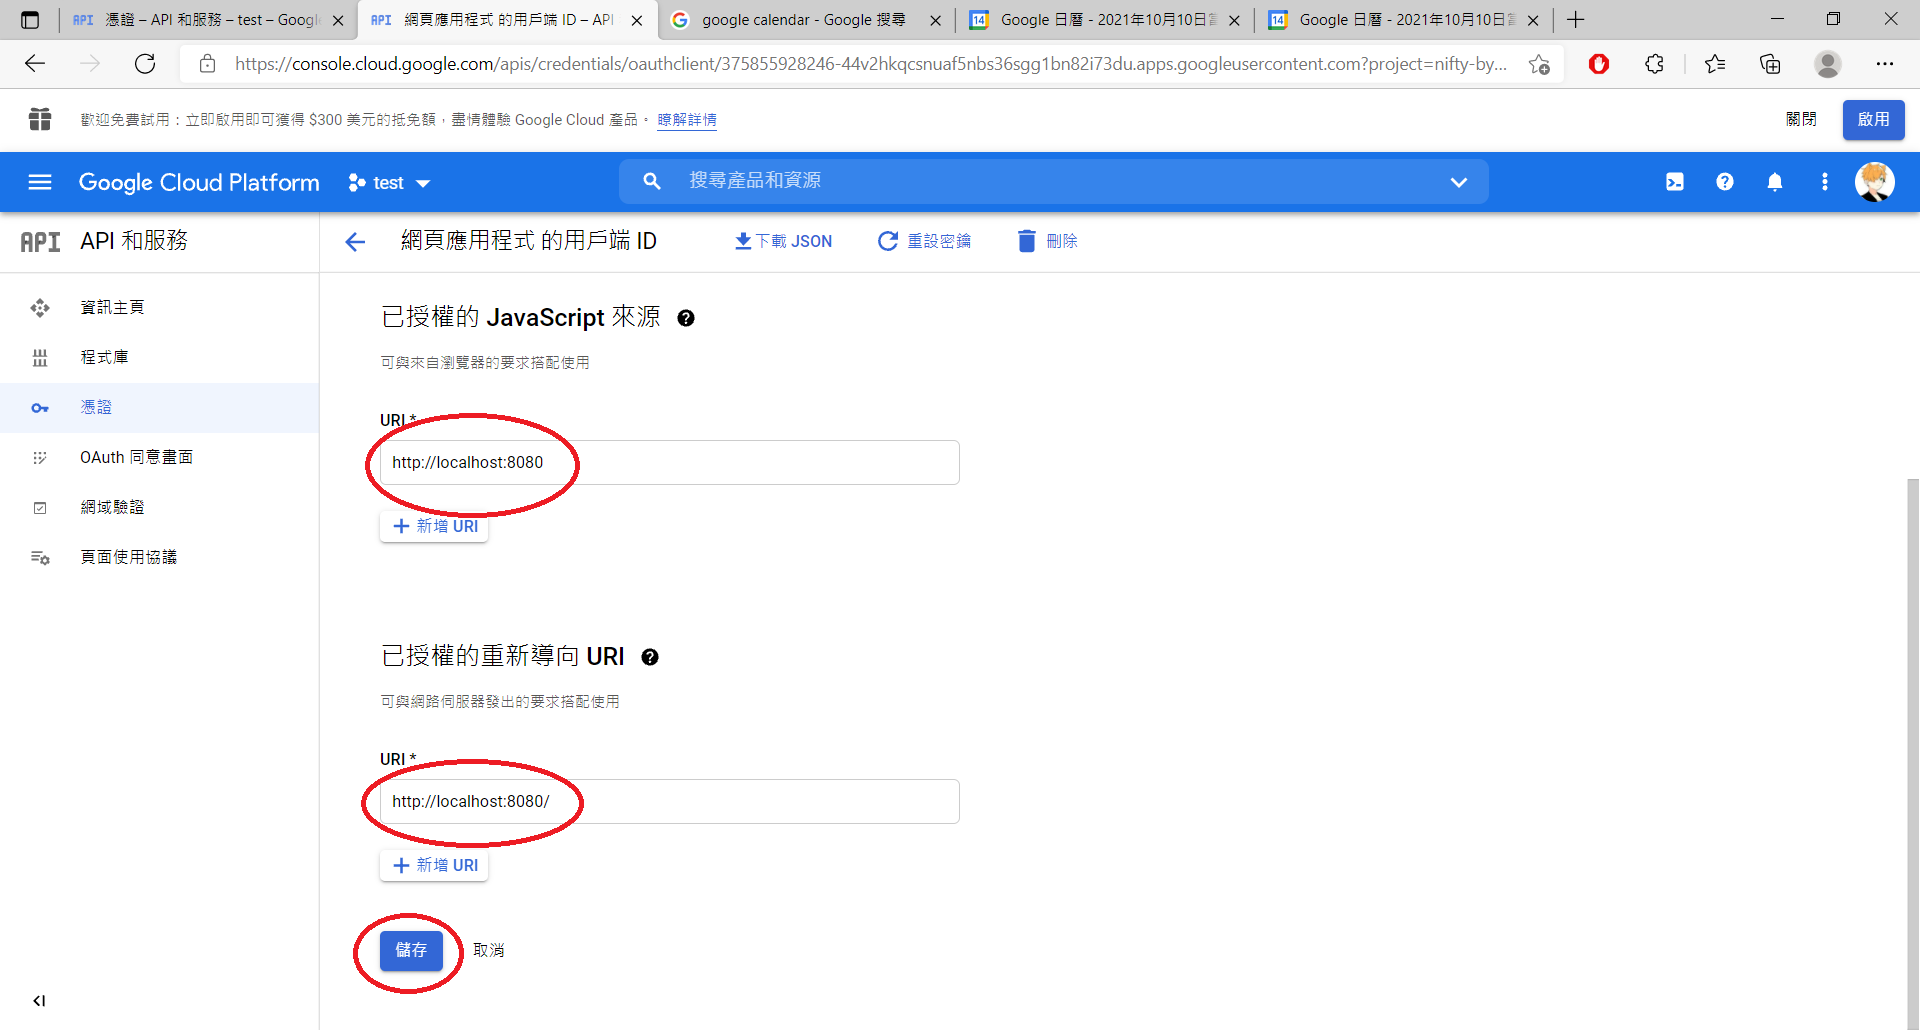 API 憑證 – API 和服務 – test – Googl
API 網頁應用程式 的用戶端 ID – API
google calendar - Google 搜尋
14 Google 日曆 - 2021年10月10日當
14 Google 日曆 - 2021年10月10日當
https://console.cloud.google.com/apis/credentials/oauthclient/375855928246-44v2hkqcsnuaf5nbs36sgg1bn82i73du.apps.googleusercontent.com?project=nifty-by...
歡迎免費試用：立即啟用即可獲得 $300 美元的抵免額，盡情體驗 Google Cloud 產品。 瞭解詳情
關閉
啟用
Google Cloud Platform
test
搜尋產品和資源
API API 和服務
網頁應用程式 的用戶端 ID
下載 JSON
重設密鑰
刪除
資訊主頁
程式庫
憑證
OAuth 同意畫面
網域驗證
頁面使用協議
已授權的 JavaScript 來源
可與來自瀏覽器的要求搭配使用
URI *
http://localhost:8080
新增 URI
已授權的重新導向 URI
可與網路伺服器發出的要求搭配使用
URI *
http://localhost:8080/
新增 URI
儲存
取消